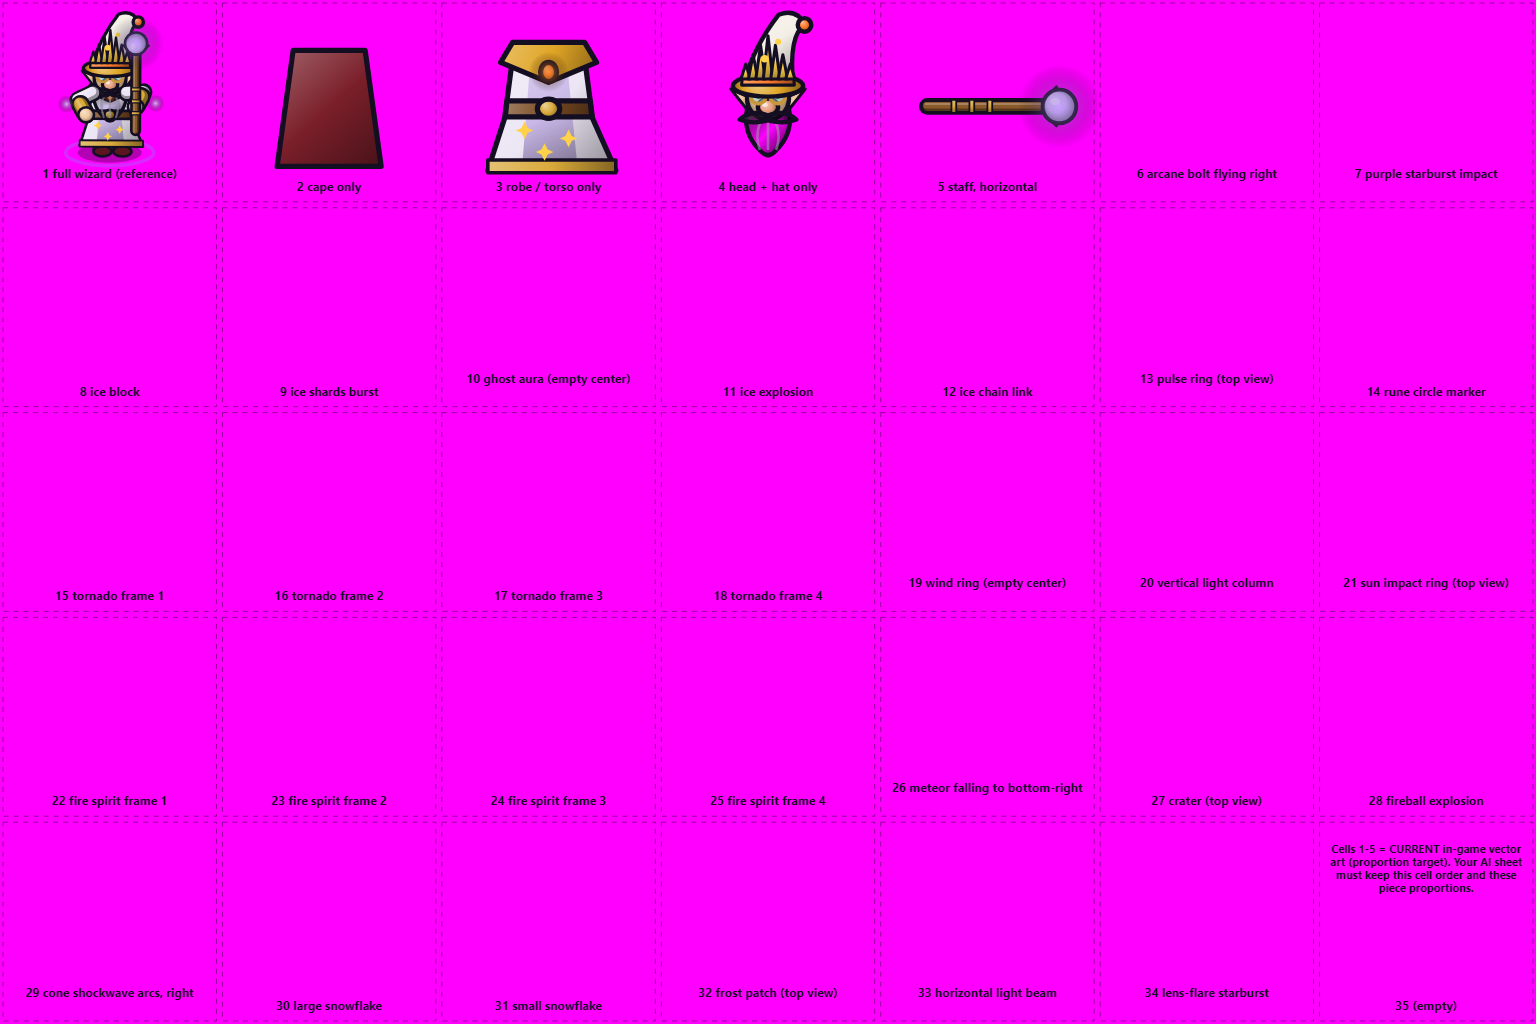 1 full wizard (reference)
2 cape only
3 robe / torso only
4 head + hat only
5 staff, horizontal
6 arcane bolt flying right
7 purple starburst impact
8 ice block
9 ice shards burst
10 ghost aura (empty center)
11 ice explosion
12 ice chain link
13 pulse ring (top view)
14 rune circle marker
15 tornado frame 1
16 tornado frame 2
17 tornado frame 3
18 tornado frame 4
19 wind ring (empty center)
20 vertical light column
21 sun impact ring (top view)
22 fire spirit frame 1
23 fire spirit frame 2
24 fire spirit frame 3
25 fire spirit frame 4
26 meteor falling to bottom-right
27 crater (top view)
28 fireball explosion
29 cone shockwave arcs, right
30 large snowflake
31 small snowflake
32 frost patch (top view)
33 horizontal light beam
34 lens-flare starburst
Cells 1-5 = CURRENT in-game vector
art (proportion target). Your AI sheet
must keep this cell order and these
piece proportions.
35 (empty)